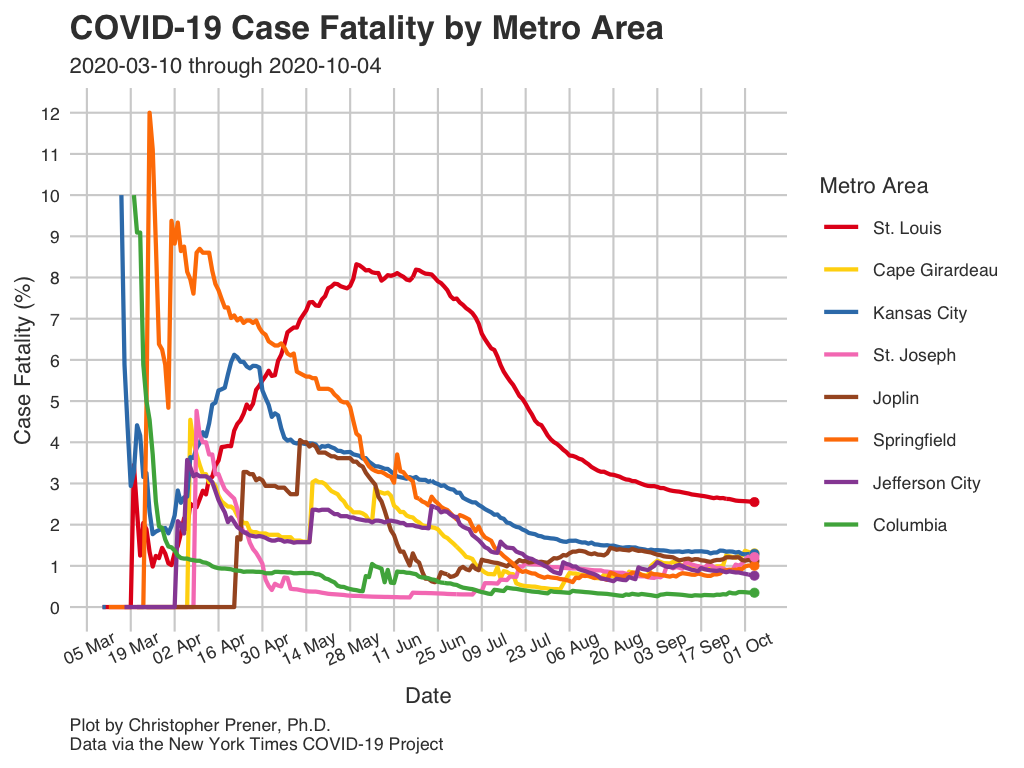 COVID-19 Case Fatality by Metro Area
2020-03-10 through 2020-10-04
Case Fatality (%)
12
11
10
9
8
7
6
5
4
3
2
1
0
05 Mar
19 Mar
02 Apr
16 Apr
30 Apr
14 May
28 May
11 Jun
25 Jun
09 Jul
23 Jul
06 Aug
20 Aug
03 Sep
17 Sep
01 Oct
Date
Metro Area
St. Louis
Cape Girardeau
Kansas City
St. Joseph
Joplin
Springfield
Jefferson City
Columbia
Plot by Christopher Prener, Ph.D.
Data via the New York Times COVID-19 Project